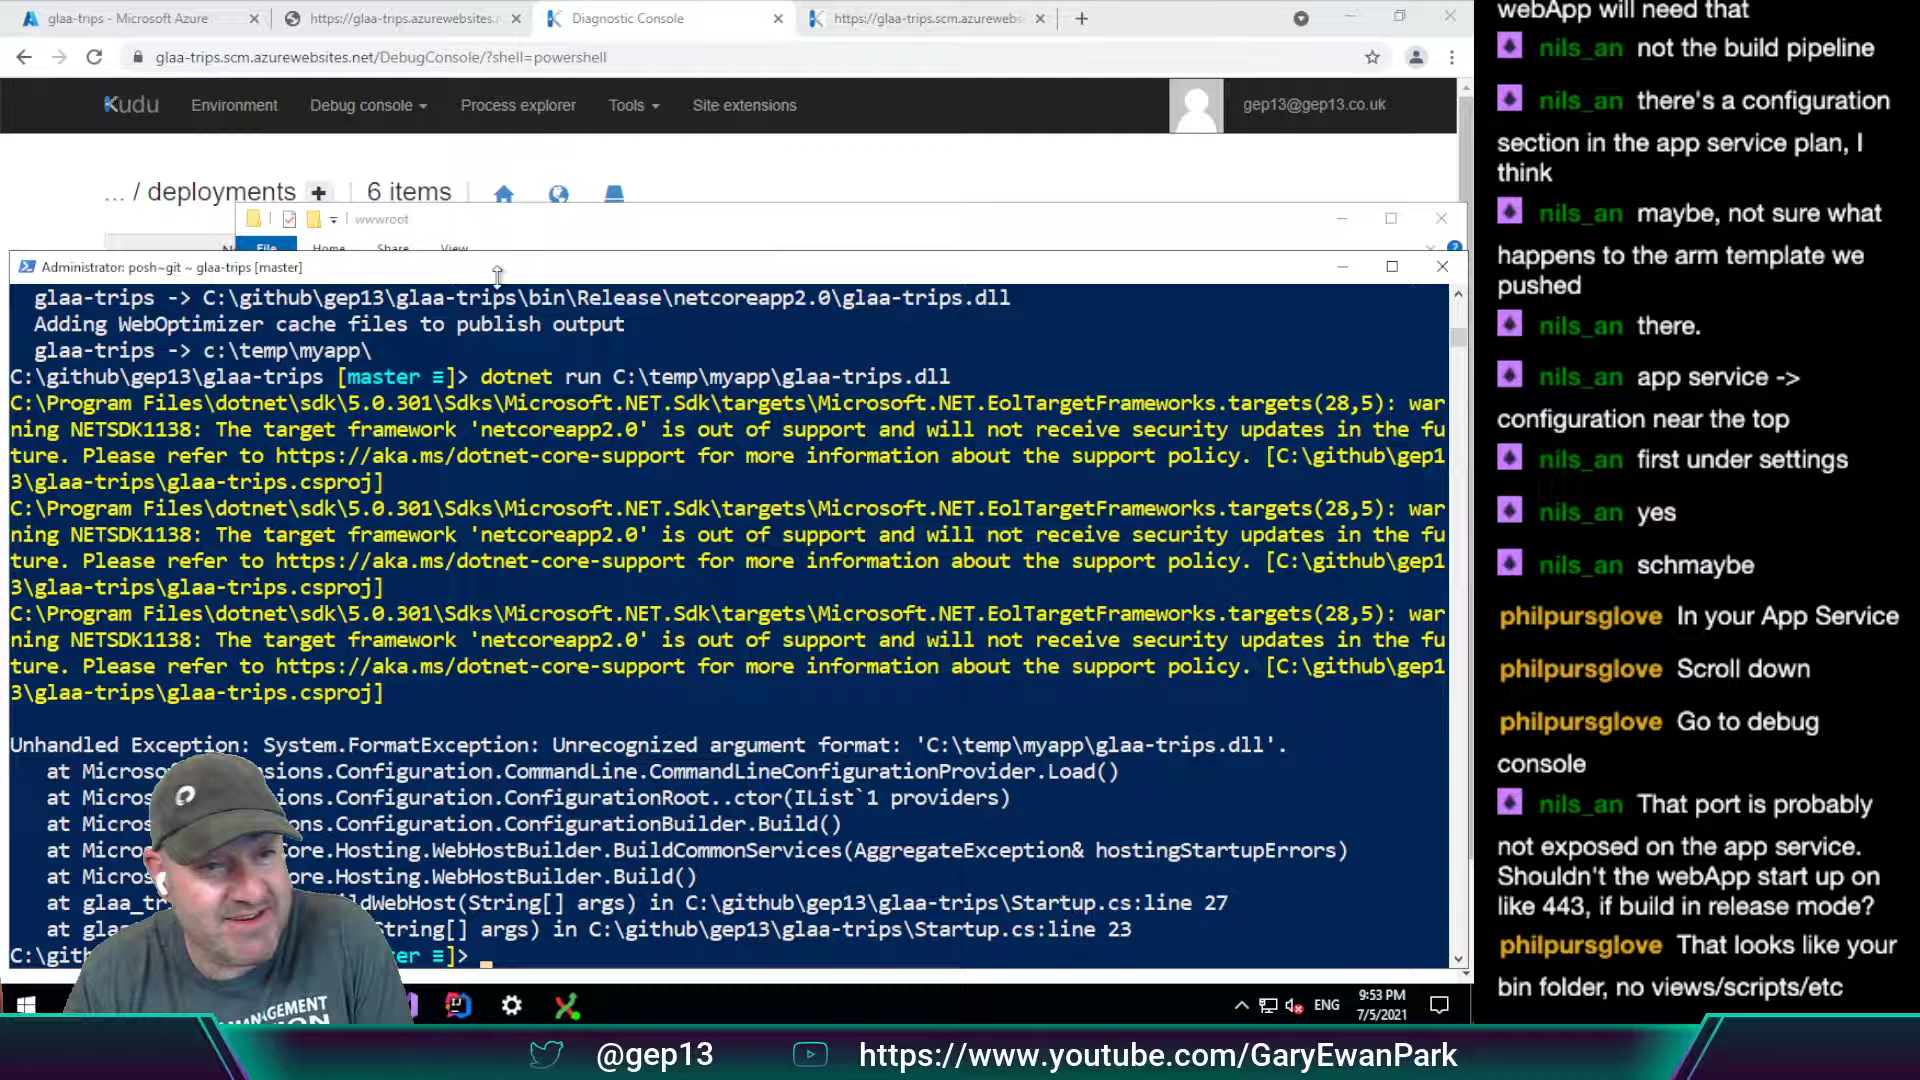 glaa-trips - Microsoft Azure
https://glaa-trips.azurewebsites.
Diagnostic Console
https://glaa-trips.scm.azurewebs
glaa-trips.scm.azurewebsites.net/DebugConsole/?shell=powershell
Kudu
Environment
Debug console
Process explorer
Tools
Site extensions
gep13@gep13.co.uk
... / deployments
6 items
wwwroot
File
Home
Share
View
Administrator: posh~git ~ glaa-trips [master]
glaa-trips -> C:\github\gep13\glaa-trips\bin\Release\netcoreapp2.0\glaa-trips.dll
Adding WebOptimizer cache files to publish output
glaa-trips -> c:\temp\myapp\
C:\github\gep13\glaa-trips [master ≡]> dotnet run C:\temp\myapp\glaa-trips.dll
C:\Program Files\dotnet\sdk\5.0.301\Sdks\Microsoft.NET.Sdk\targets\Microsoft.NET.EolTargetFrameworks.targets(28,5): war
ning NETSDK1138: The target framework 'netcoreapp2.0' is out of support and will not receive security updates in the fu
ture. Please refer to https://aka.ms/dotnet-core-support for more information about the support policy. [C:\github\gep1
3\glaa-trips\glaa-trips.csproj]
C:\Program Files\dotnet\sdk\5.0.301\Sdks\Microsoft.NET.Sdk\targets\Microsoft.NET.EolTargetFrameworks.targets(28,5): war
ning NETSDK1138: The target framework 'netcoreapp2.0' is out of support and will not receive security updates in the fu
ture. Please refer to https://aka.ms/dotnet-core-support for more information about the support policy. [C:\github\gep1
3\glaa-trips\glaa-trips.csproj]
C:\Program Files\dotnet\sdk\5.0.301\Sdks\Microsoft.NET.Sdk\targets\Microsoft.NET.EolTargetFrameworks.targets(28,5): war
ning NETSDK1138: The target framework 'netcoreapp2.0' is out of support and will not receive security updates in the fu
ture. Please refer to https://aka.ms/dotnet-core-support for more information about the support policy. [C:\github\gep1
3\glaa-trips\glaa-trips.csproj]
Unhandled Exception: System.FormatException: Unrecognized argument format: 'C:\temp\myapp\glaa-trips.dll'.
at Microso nsions.Configuration.CommandLine.CommandLineConfigurationProvider.Load()
at Micros ions.Configuration.ConfigurationRoot..ctor(IList`1 providers)
at Micros ions.Configuration.ConfigurationBuilder.Build()
at Micro ore.Hosting.WebHostBuilder.BuildCommonServices(AggregateException& hostingStartupErrors)
at Micro ore.Hosting.WebHostBuilder.Build()
at glaa_tr ldWebHost(String[] args) in C:\github\gep13\glaa-trips\Startup.cs:line 27
at glaa String[] args) in C:\github\gep13\glaa-trips\Startup.cs:line 23
C:\gith er ≡]>
MANAGEMENT
ENG
9:53 PM
7/5/2021
webApp will need that
nils_an not the build pipeline
nils_an there's a configuration
section in the app service plan, I
think
nils_an maybe, not sure what
happens to the arm template we
pushed
nils_an there.
nils_an app service ->
configuration near the top
nils_an first under settings
nils_an yes
nils_an schmaybe
philpursglove In your App Service
philpursglove Scroll down
philpursglove Go to debug
console
nils_an That port is probably
not exposed on the app service.
Shouldn't the webApp start up on
like 443, if build in release mode?
philpursglove That looks like your
bin folder, no views/scripts/etc
@gep13
https://www.youtube.com/GaryEwanPark